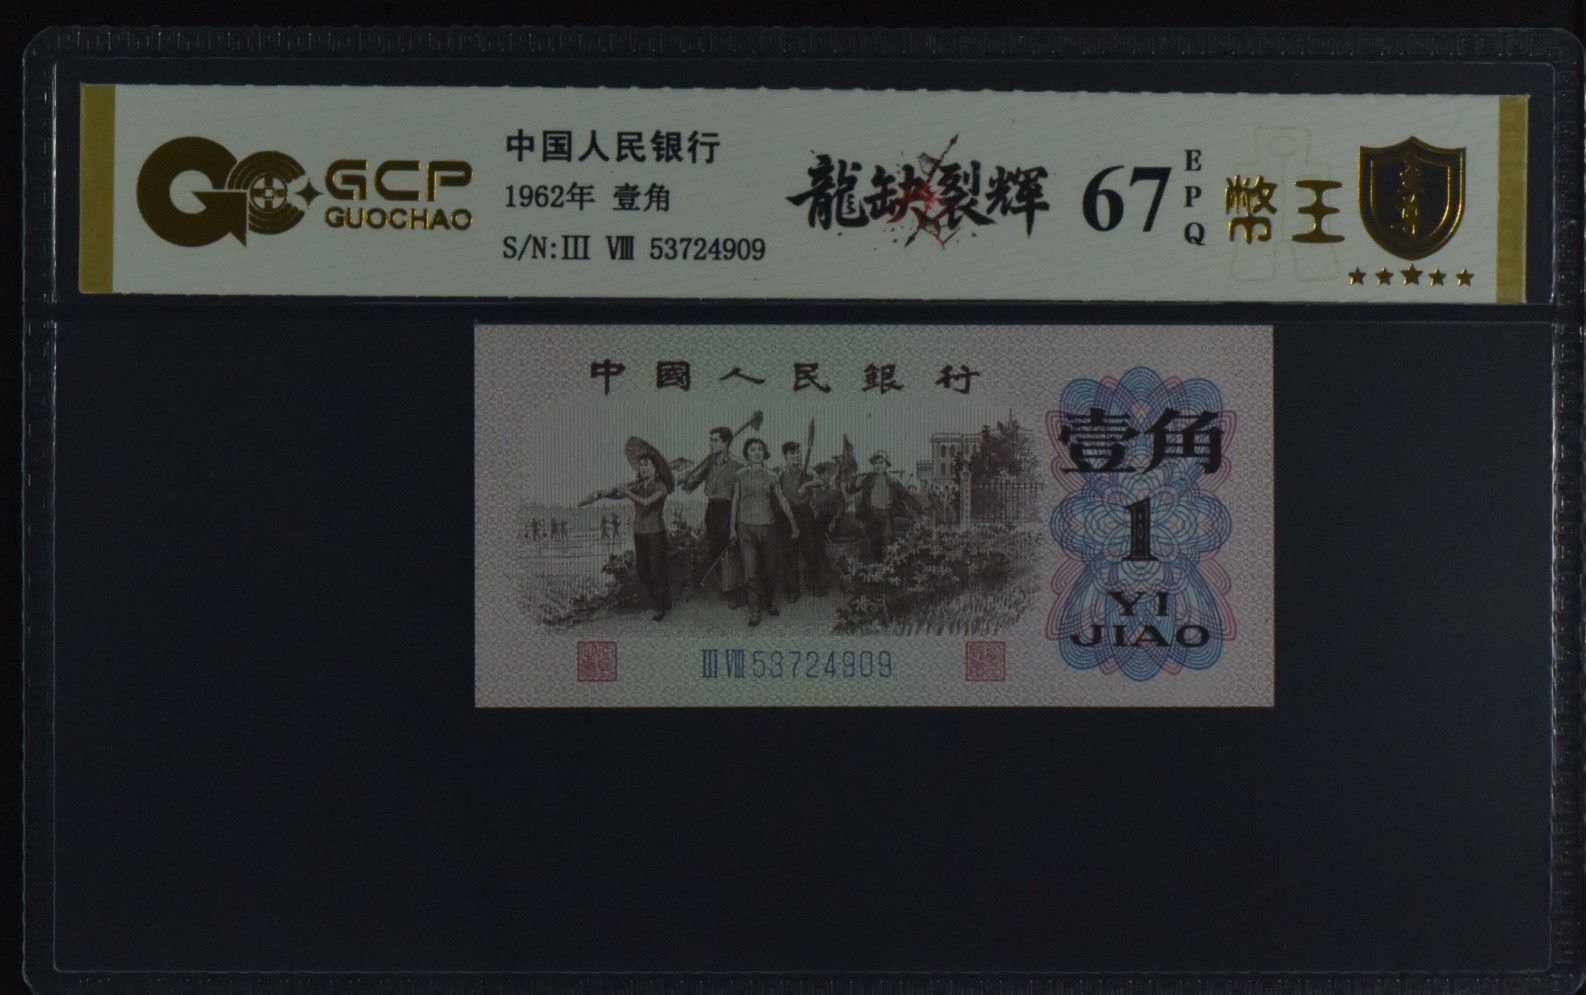 GCP
GUOCHAO
中国人民银行
1962年 壹角
S/N:III VIII 53724909
龍缺裂辉
67
EPQ
幣王
中國人民銀行
壹角
1
YI
JIAO
III VIII 53724909